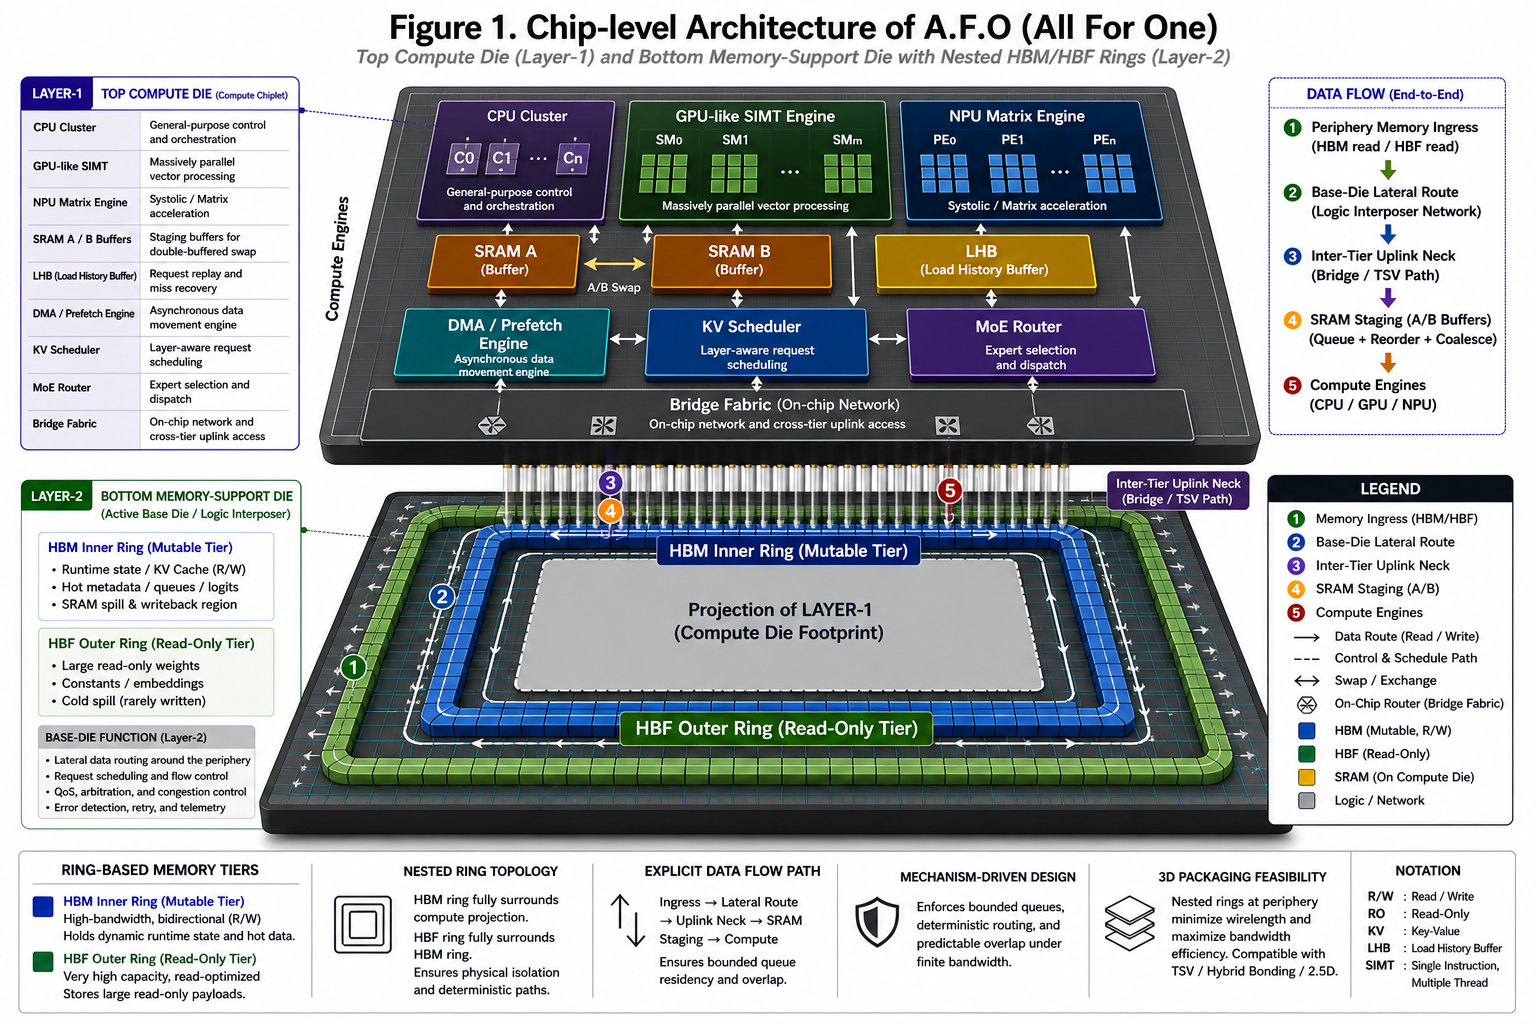 Figure 1. Chip-level Architecture of A.F.O (All For One)
Top Compute Die (Layer-1) and Bottom Memory-Support Die with Nested HBM/HBF Rings (Layer-2)
LAYER-1 TOP COMPUTE DIE (Compute Chiplet)
CPU Cluster
General-purpose control
and orchestration
GPU-like SIMT
Massively parallel
vector processing
NPU Matrix Engine
Systolic / Matrix
acceleration
SRAM A / B Buffers
Staging buffers for
double-buffered swap
LHB (Load History Buffer)
Request replay and
miss recovery
DMA / Prefetch Engine
Asynchronous data
movement engine
KV Scheduler
Layer-aware request
scheduling
MoE Router
Expert selection and
dispatch
Bridge Fabric
On-chip network and
cross-tier uplink access
Compute Engines
CPU Cluster
C0 C1 ... Cn
General-purpose control
and orchestration
GPU-like SIMT Engine
SM0 SM1 SMm
...
Massively parallel vector processing
NPU Matrix Engine
PE0 PE1 PEn
...
Systolic / Matrix acceleration
SRAM A
(Buffer)
A/B Swap
SRAM B
(Buffer)
LHB
(Load History Buffer)
DMA / Prefetch
Engine
Asynchronous data
movement engine
KV Scheduler
Layer-aware request
scheduling
MoE Router
Expert selection
and dispatch
Bridge Fabric (On-chip Network)
On-chip network and cross-tier uplink access
DATA FLOW (End-to-End)
1 Periphery Memory Ingress
(HBM read / HBF read)
2 Base-Die Lateral Route
(Logic Interposer Network)
3 Inter-Tier Uplink Neck
(Bridge / TSV Path)
4 SRAM Staging (A/B Buffers)
(Queue + Reorder + Coalesce)
5 Compute Engines
(CPU / GPU / NPU)
LAYER-2 BOTTOM MEMORY-SUPPORT DIE
(Active Base Die / Logic Interposer)
HBM Inner Ring (Mutable Tier)
• Runtime state / KV Cache (R/W)
• Hot metadata / queues / logits
• SRAM spill & writeback region
HBF Outer Ring (Read-Only Tier)
• Large read-only weights
• Constants / embeddings
• Cold spill (rarely written)
BASE-DIE FUNCTION (Layer-2)
• Lateral data routing around the periphery
• Request scheduling and flow control
• QoS, arbitration, and congestion control
• Error detection, retry, and telemetry
3
4
5
Inter-Tier Uplink Neck
(Bridge / TSV Path)
HBM Inner Ring (Mutable Tier)
2
Projection of LAYER-1
(Compute Die Footprint)
1
HBF Outer Ring (Read-Only Tier)
LEGEND
1 Memory Ingress (HBM/HBF)
2 Base-Die Lateral Route
3 Inter-Tier Uplink Neck
4 SRAM Staging (A/B)
5 Compute Engines
Data Route (Read / Write)
Control & Schedule Path
Swap / Exchange
On-Chip Router (Bridge Fabric)
HBM (Mutable, R/W)
HBF (Read-Only)
SRAM (On Compute Die)
Logic / Network
RING-BASED MEMORY TIERS
HBM Inner Ring (Mutable Tier)
High-bandwidth, bidirectional (R/W)
Holds dynamic runtime state and hot data.
HBF Outer Ring (Read-Only Tier)
Very high capacity, read-optimized
Stores large read-only payloads.
NESTED RING TOPOLOGY
HBM ring fully surrounds
compute projection.
HBF ring fully surrounds
HBM ring.
Ensures physical isolation
and deterministic paths.
EXPLICIT DATA FLOW PATH
Ingress → Lateral Route
→ Uplink Neck → SRAM
Staging → Compute
Ensures bounded queue
residency and overlap.
MECHANISM-DRIVEN DESIGN
Enforces bounded queues,
deterministic routing, and
predictable overlap under
finite bandwidth.
3D PACKAGING FEASIBILITY
Nested rings at periphery
minimize wirelength and
maximize bandwidth
efficiency. Compatible with
TSV / Hybrid Bonding / 2.5D.
NOTATION
R/W : Read / Write
RO : Read-Only
KV : Key-Value
LHB : Load History Buffer
SIMT : Single Instruction,
Multiple Thread